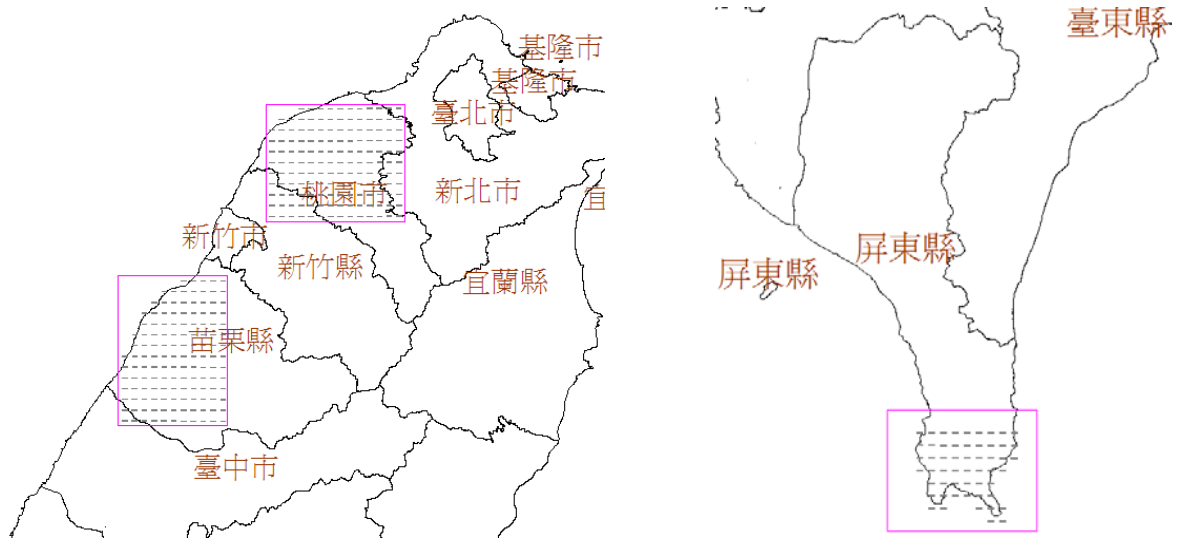 基隆市
基隆市
臺北市
桃園市
新北市
宜
新竹市
新竹縣
宜蘭縣
苗栗縣
臺中市
臺東縣
屏東縣
屏東縣